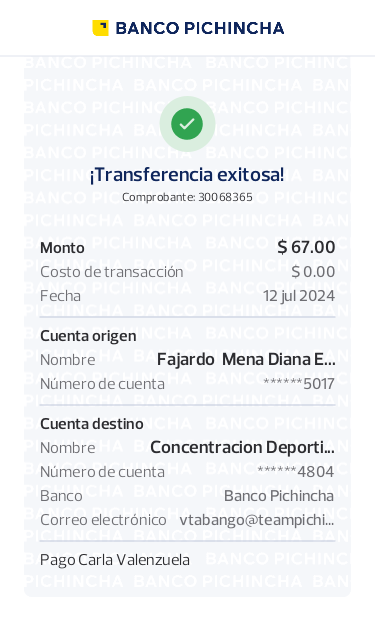 BANCO PICHINCHA
¡Transferencia exitosa!
Comprobante: 30068365
Monto $ 67.00
Costo de transacción $ 0.00
Fecha 12 jul 2024
Cuenta origen
Nombre Fajardo Mena Diana E...
Número de cuenta ******5017
Cuenta destino
Nombre Concentracion Deporti...
Número de cuenta ******4804
Banco Banco Pichincha
Correo electrónico vtabango@teampichi...
Pago Carla Valenzuela